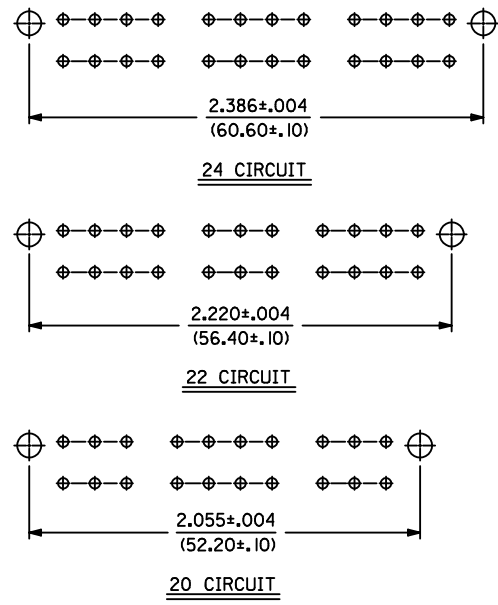 2.386±.004
(60.60±.10)
24 CIRCUIT
2.220±.004
(56.40±.10)
22 CIRCUIT
2.055±.004
(52.20±.10)
20 CIRCUIT